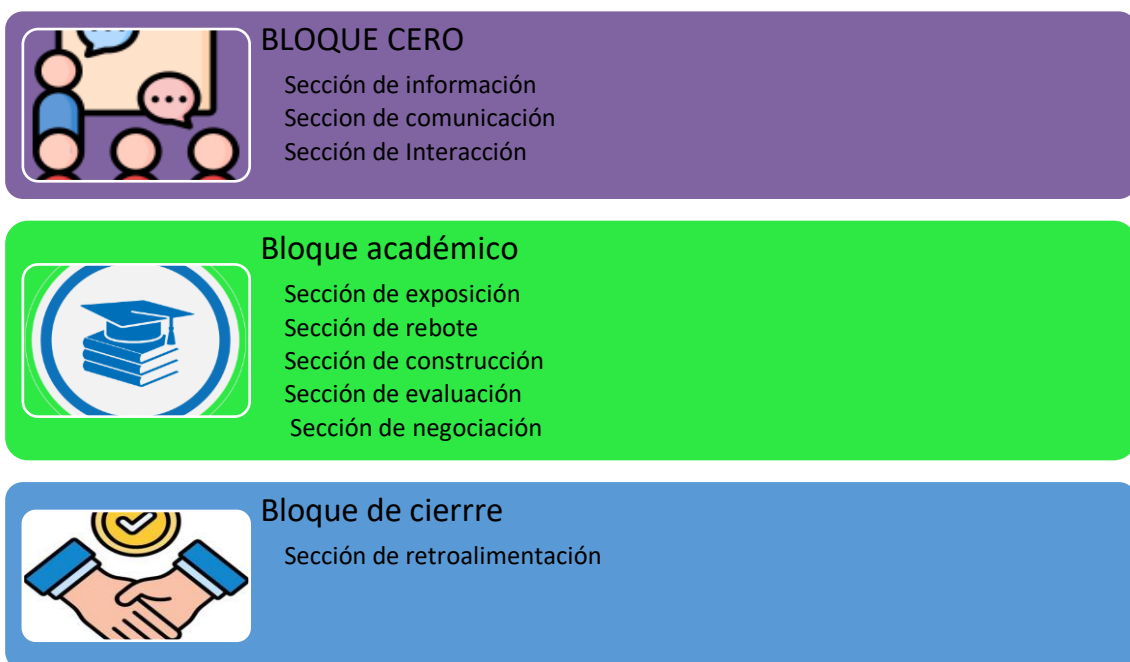 BLOQUE CERO
Sección de información
Seccion de comunicación
Sección de Interacción
Bloque académico
Sección de exposición
Sección de rebote
Sección de construcción
Sección de evaluación
Sección de negociación
Bloque de cierrre
Sección de retroalimentación